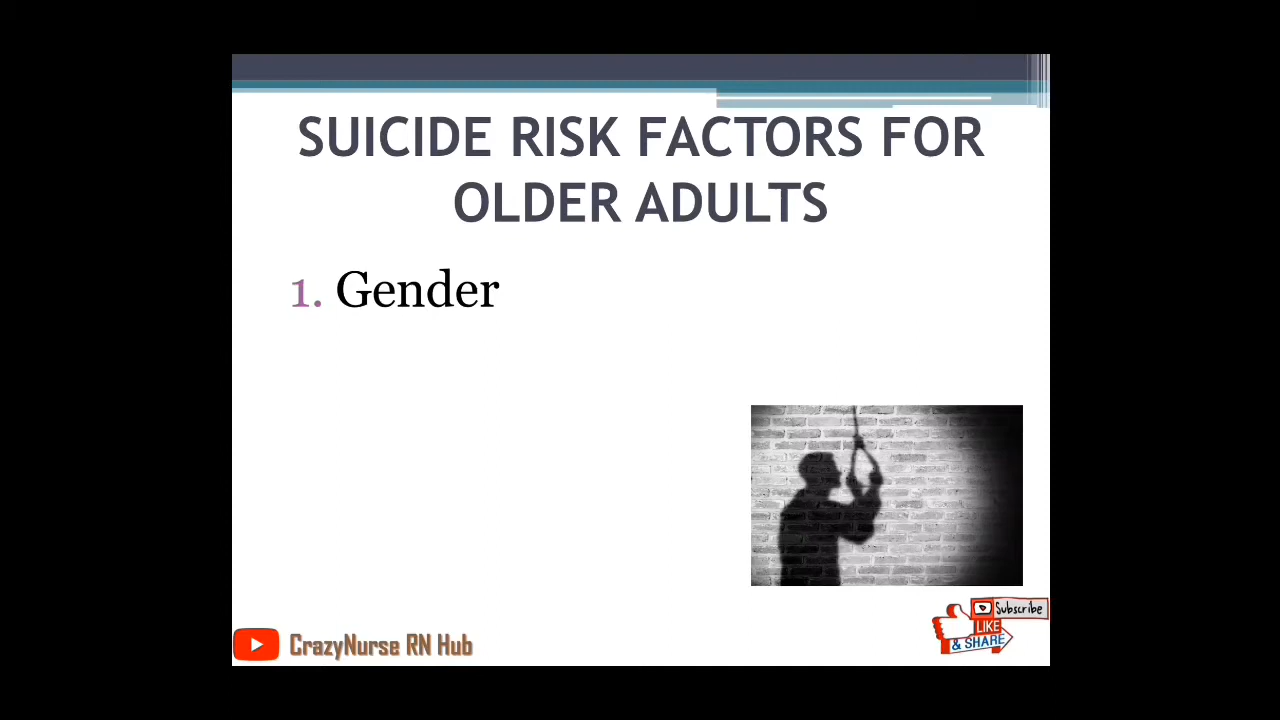 SUICIDE RISK FACTORS FOR
OLDER ADULTS
1. Gender
Subscribe
LIKE
& SHARE
CrazyNurse RN Hub